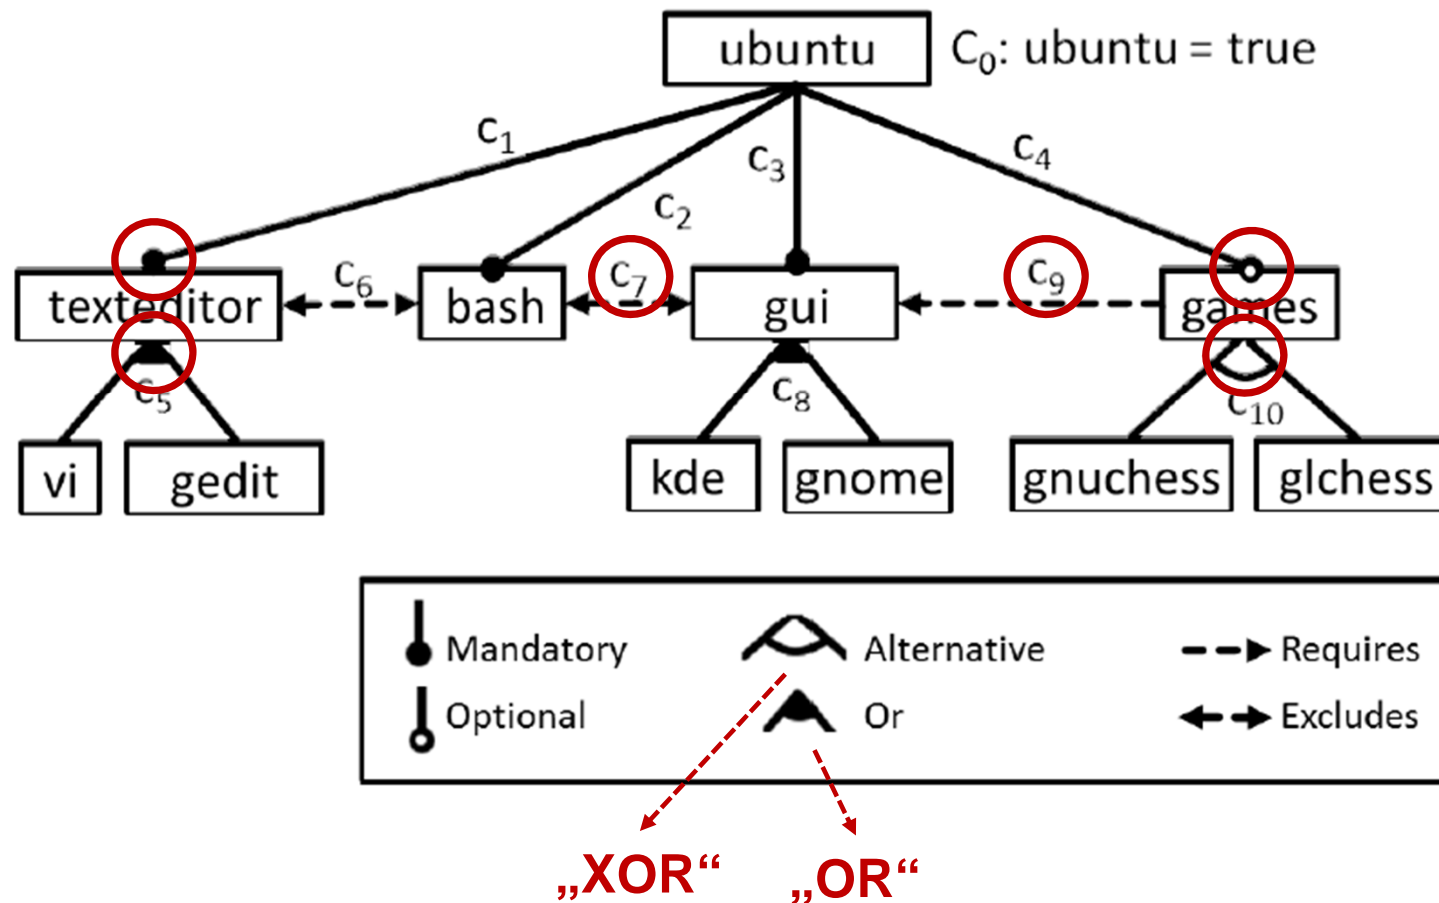 ubuntu C₀: ubuntu = true
c₁
c₂
c₃
c₄
texteditor c₆ bash c₇ gui c₉ games
c₅ c₈ c₁₀
vi gedit kde gnome gnuchess glchess
Mandatory Alternative Requires
Optional Or Excludes
„XOR“ „OR“